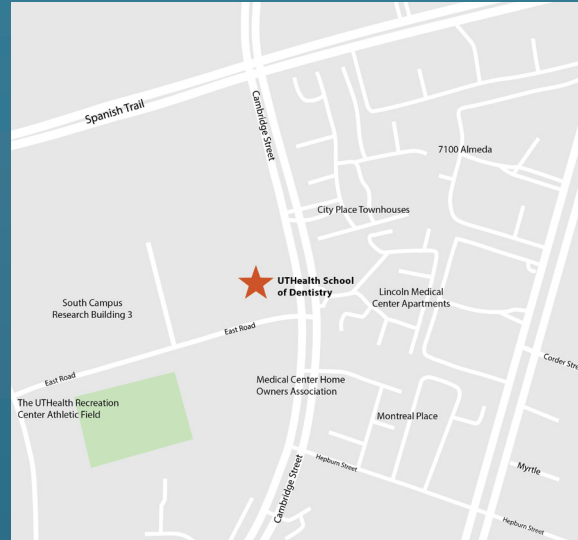 Spanish Trail
Cambridge Street
7100 Almeda
City Place Townhouses
UTHealth School
of Dentistry
South Campus
Research Building 3
Lincoln Medical
Center Apartments
East Road
Corder Stre
East Road
Medical Center Home
Owners Association
The UTHealth Recreation
Center Athletic Field
Montreal Place
Hepburn Street
Myrtle
Cambridge Street
Hepburn Street